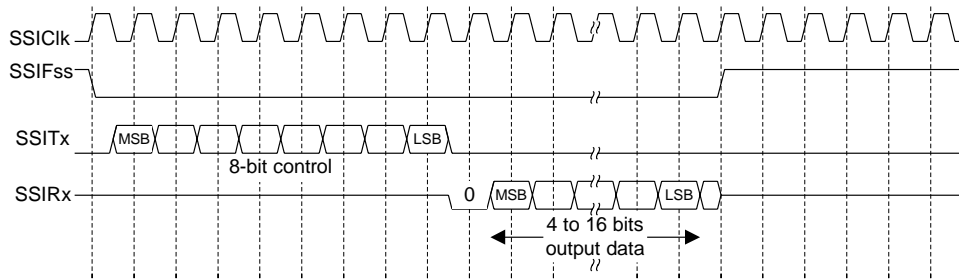 SSIClk
SSIFss
SSITx
MSB
LSB
8-bit control
SSIRx
0
MSB
LSB
4 to 16 bits
output data